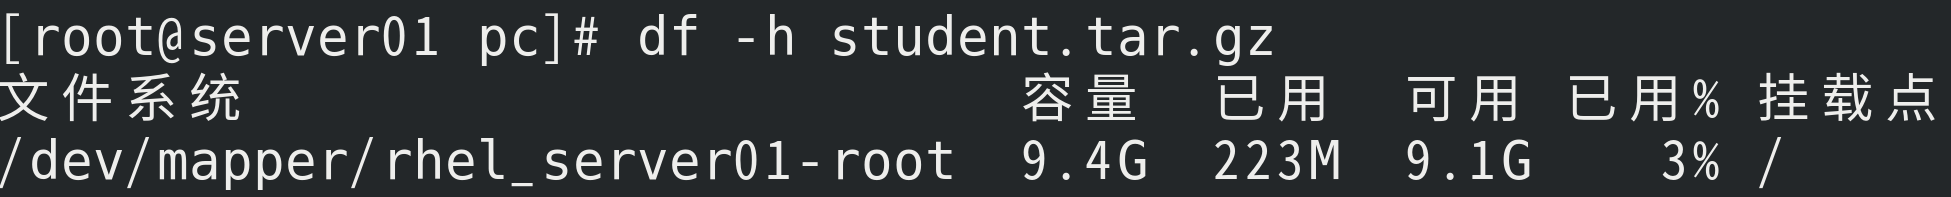 [root@server01 pc]# df -h student.tar.gz
文件系统 容量 已用 可用 已用% 挂载点
/dev/mapper/rhel_server01-root 9.4G 223M 9.1G 3% /